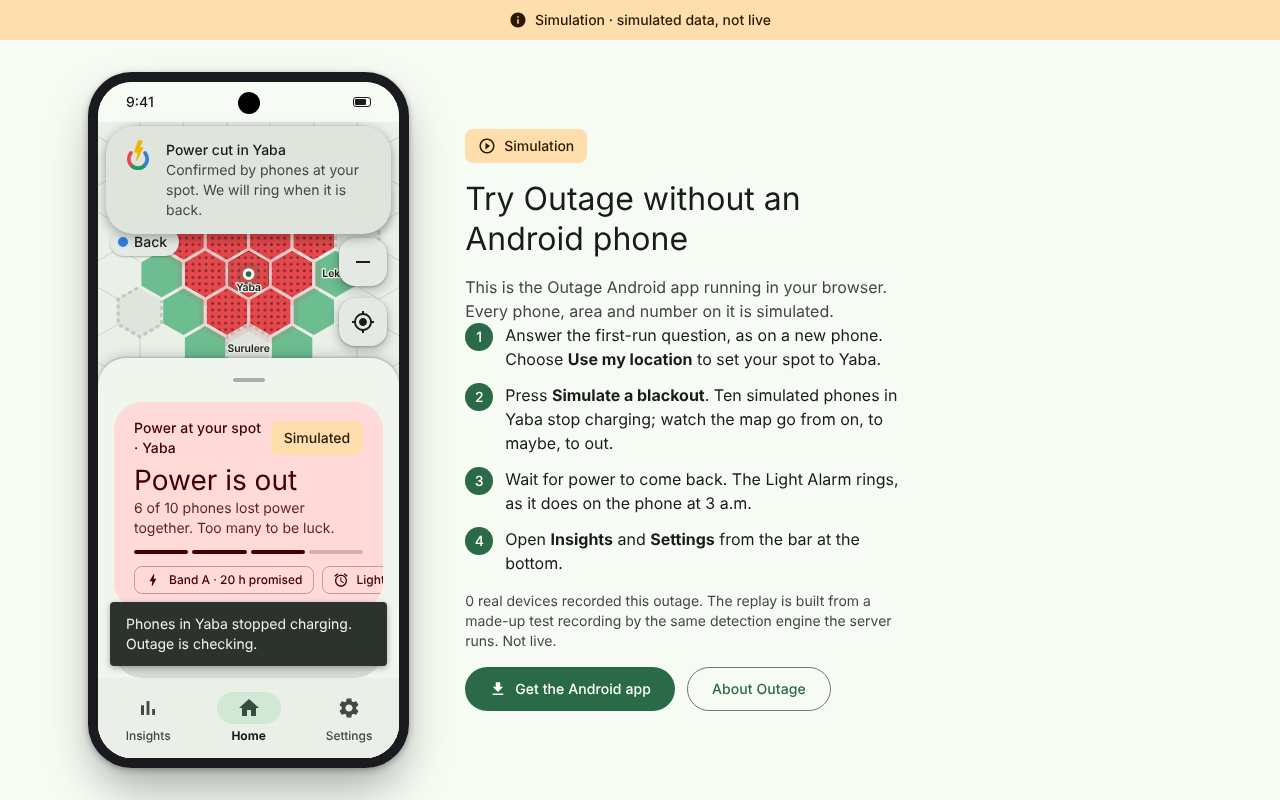 Simulation · simulated data, not live
9:41
Power cut in Yaba
Confirmed by phones at your
spot. We will ring when it is
back.
Back
Lek
Yaba
Surulere
Power at your spot
· Yaba
Simulated
Power is out
6 of 10 phones lost power
together. Too many to be luck.
Band A · 20 h promised
Light
Phones in Yaba stopped charging.
Outage is checking.
Insights
Home
Settings
Simulation
Try Outage without an
Android phone
This is the Outage Android app running in your browser.
Every phone, area and number on it is simulated.
1 Answer the first-run question, as on a new phone.
Choose Use my location to set your spot to Yaba.
2 Press Simulate a blackout. Ten simulated phones in
Yaba stop charging; watch the map go from on, to
maybe, to out.
3 Wait for power to come back. The Light Alarm rings,
as it does on the phone at 3 a.m.
4 Open Insights and Settings from the bar at the
bottom.
0 real devices recorded this outage. The replay is built from a
made-up test recording by the same detection engine the server
runs. Not live.
Get the Android app
About Outage